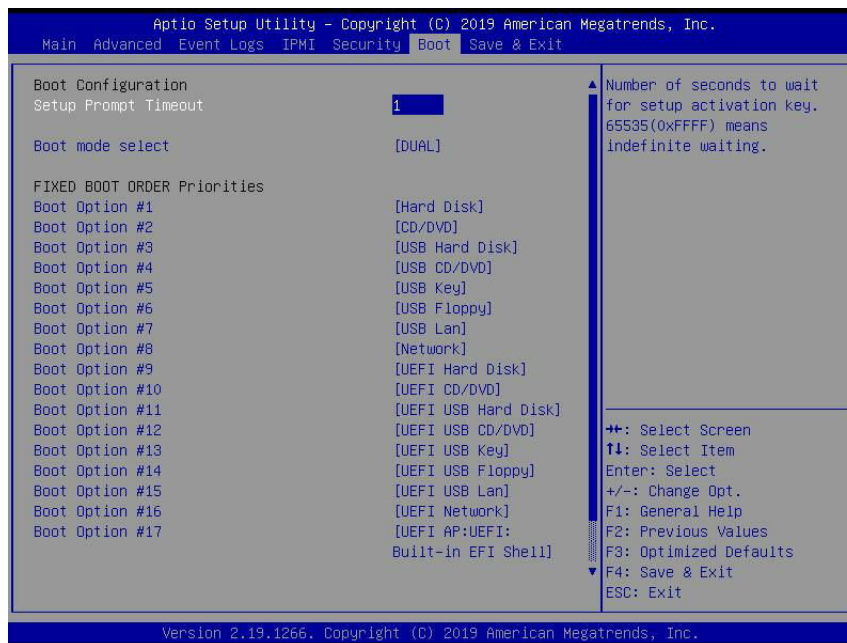 Aptio Setup Utility – Copyright (C) 2019 American Megatrends, Inc.
Main Advanced Event Logs IPMI Security Boot Save & Exit
Boot Configuration
Setup Prompt Timeout 1
Boot mode select [DUAL]
FIXED BOOT ORDER Priorities
Boot Option #1 [Hard Disk]
Boot Option #2 [CD/DVD]
Boot Option #3 [USB Hard Disk]
Boot Option #4 [USB CD/DVD]
Boot Option #5 [USB Key]
Boot Option #6 [USB Floppy]
Boot Option #7 [USB Lan]
Boot Option #8 [Network]
Boot Option #9 [UEFI Hard Disk]
Boot Option #10 [UEFI CD/DVD]
Boot Option #11 [UEFI USB Hard Disk]
Boot Option #12 [UEFI USB CD/DVD]
Boot Option #13 [UEFI USB Key]
Boot Option #14 [UEFI USB Floppy]
Boot Option #15 [UEFI USB Lan]
Boot Option #16 [UEFI Network]
Boot Option #17 [UEFI AP:UEFI:
Built-in EFI Shell]
Number of seconds to wait
for setup activation key.
65535(0xFFFF) means
indefinite waiting.
→←: Select Screen
↑↓: Select Item
Enter: Select
+/-: Change Opt.
F1: General Help
F2: Previous Values
F3: Optimized Defaults
F4: Save & Exit
ESC: Exit
Version 2.19.1266. Copyright (C) 2019 American Megatrends, Inc.